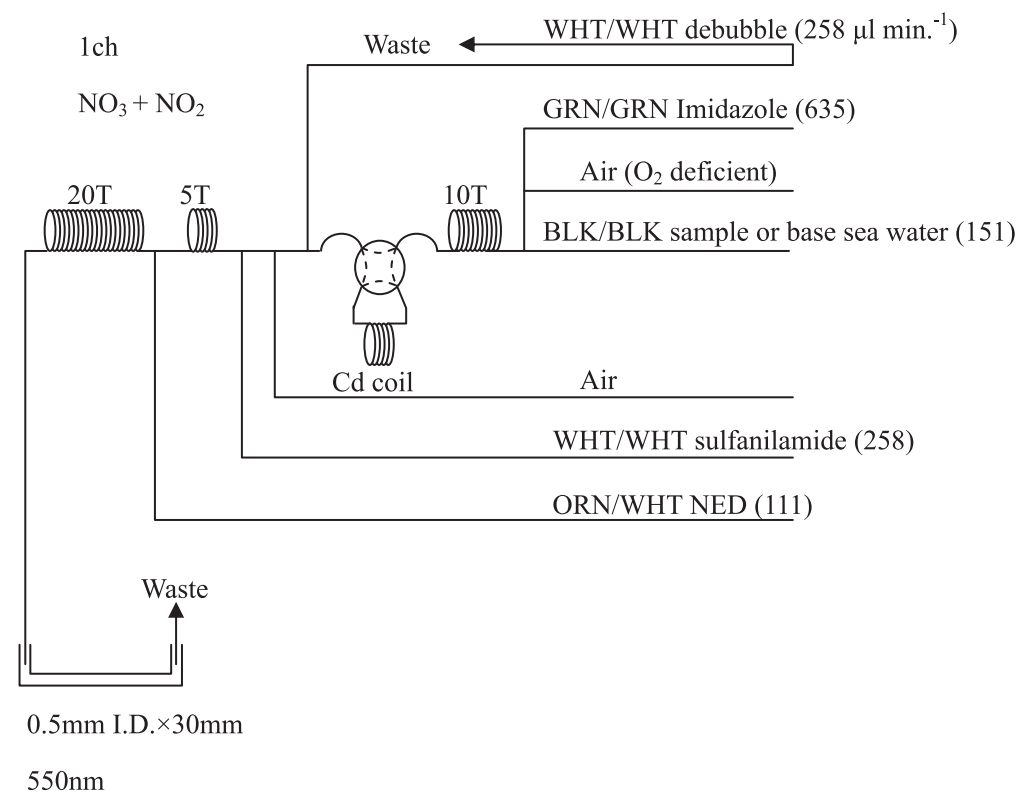 1ch
NO₃ + NO₂
Waste
WHT/WHT debubble (258 µl min.⁻¹)
GRN/GRN Imidazole (635)
Air (O₂ deficient)
20T
5T
10T
BLK/BLK sample or base sea water (151)
Cd coil
Air
WHT/WHT sulfanilamide (258)
ORN/WHT NED (111)
Waste
0.5mm I.D.×30mm
550nm